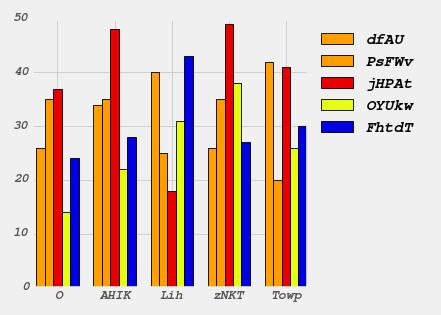 50
40
30
20
10
0
O AHIK Lih zNKT Towp
dfAU
PsFWv
jHPAt
OYUkw
FhtdT